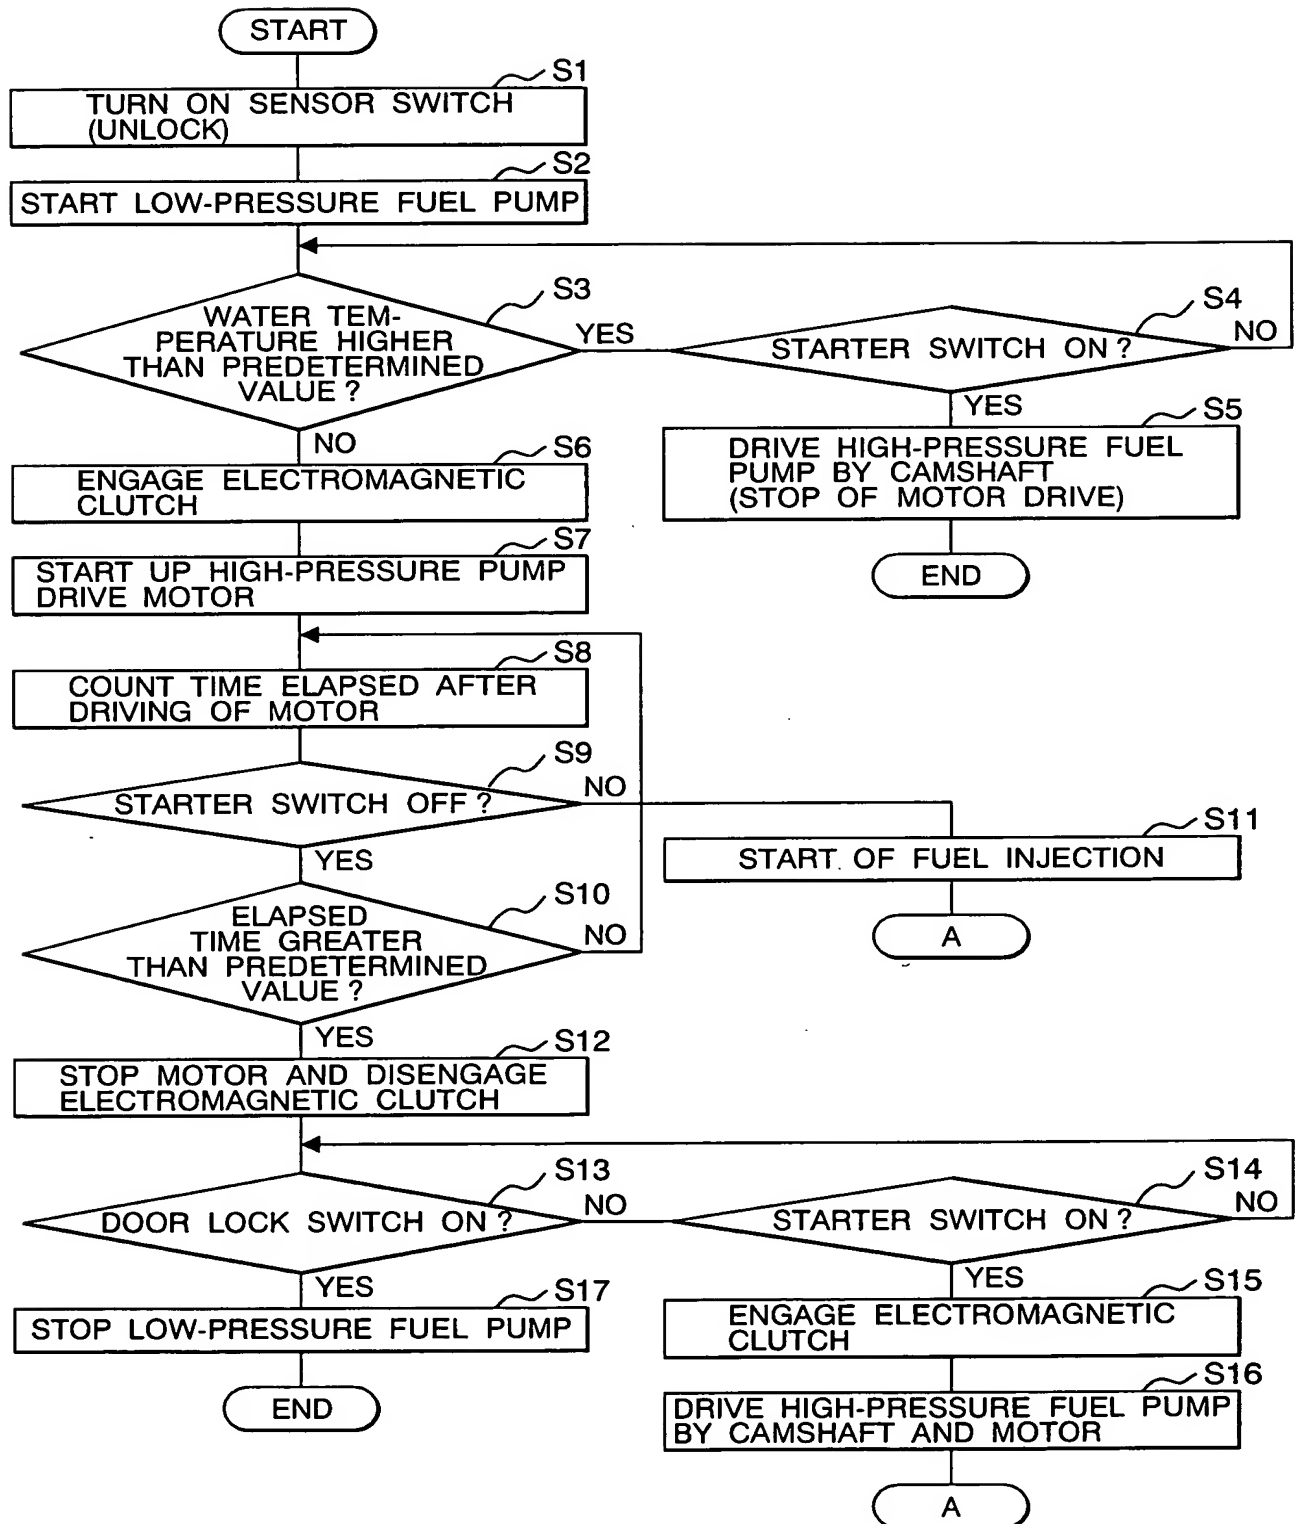 START
S1
TURN ON SENSOR SWITCH
(UNLOCK)
S2
START LOW-PRESSURE FUEL PUMP
S3
WATER TEM-
PERATURE HIGHER
THAN PREDETERMINED
VALUE?
YES
NO
S4
STARTER SWITCH ON?
NO
YES
S5
DRIVE HIGH-PRESSURE FUEL
PUMP BY CAMSHAFT
(STOP OF MOTOR DRIVE)
END
S6
ENGAGE ELECTROMAGNETIC
CLUTCH
S7
START UP HIGH-PRESSURE PUMP
DRIVE MOTOR
S8
COUNT TIME ELAPSED AFTER
DRIVING OF MOTOR
S9
STARTER SWITCH OFF?
NO
YES
S11
START OF FUEL INJECTION
A
S10
ELAPSED
TIME GREATER
THAN PREDETERMINED
VALUE?
NO
YES
S12
STOP MOTOR AND DISENGAGE
ELECTROMAGNETIC CLUTCH
S13
DOOR LOCK SWITCH ON?
NO
YES
S14
STARTER SWITCH ON?
NO
YES
S15
ENGAGE ELECTROMAGNETIC
CLUTCH
S16
DRIVE HIGH-PRESSURE FUEL PUMP
BY CAMSHAFT AND MOTOR
A
S17
STOP LOW-PRESSURE FUEL PUMP
END